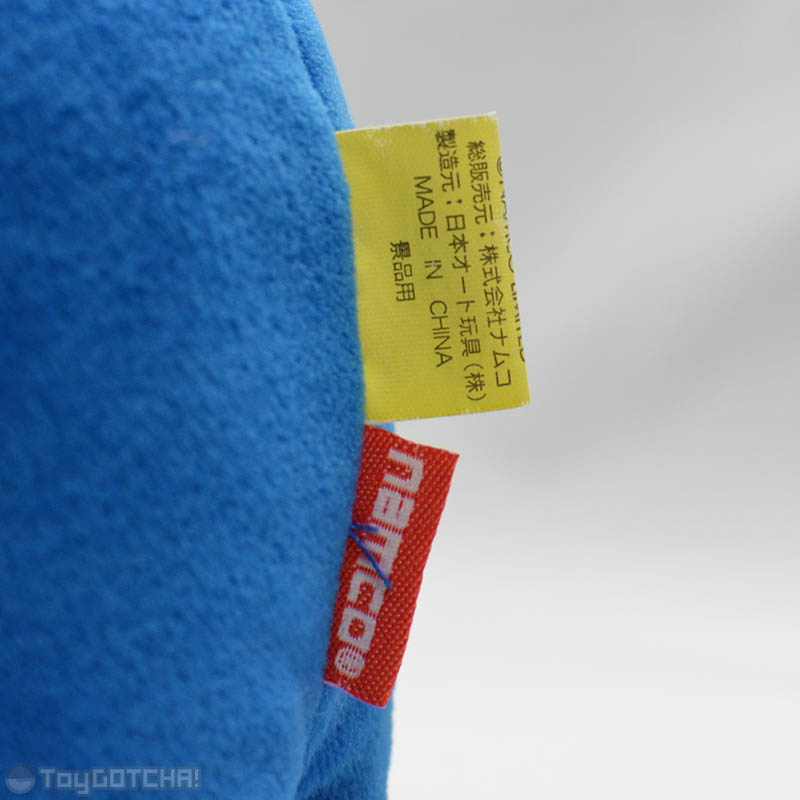 総販売元：株式会社ナムコ
製造元：日本オート玩具（株）
MADE IN CHINA
景品用
namco
ToyGOTCHA!